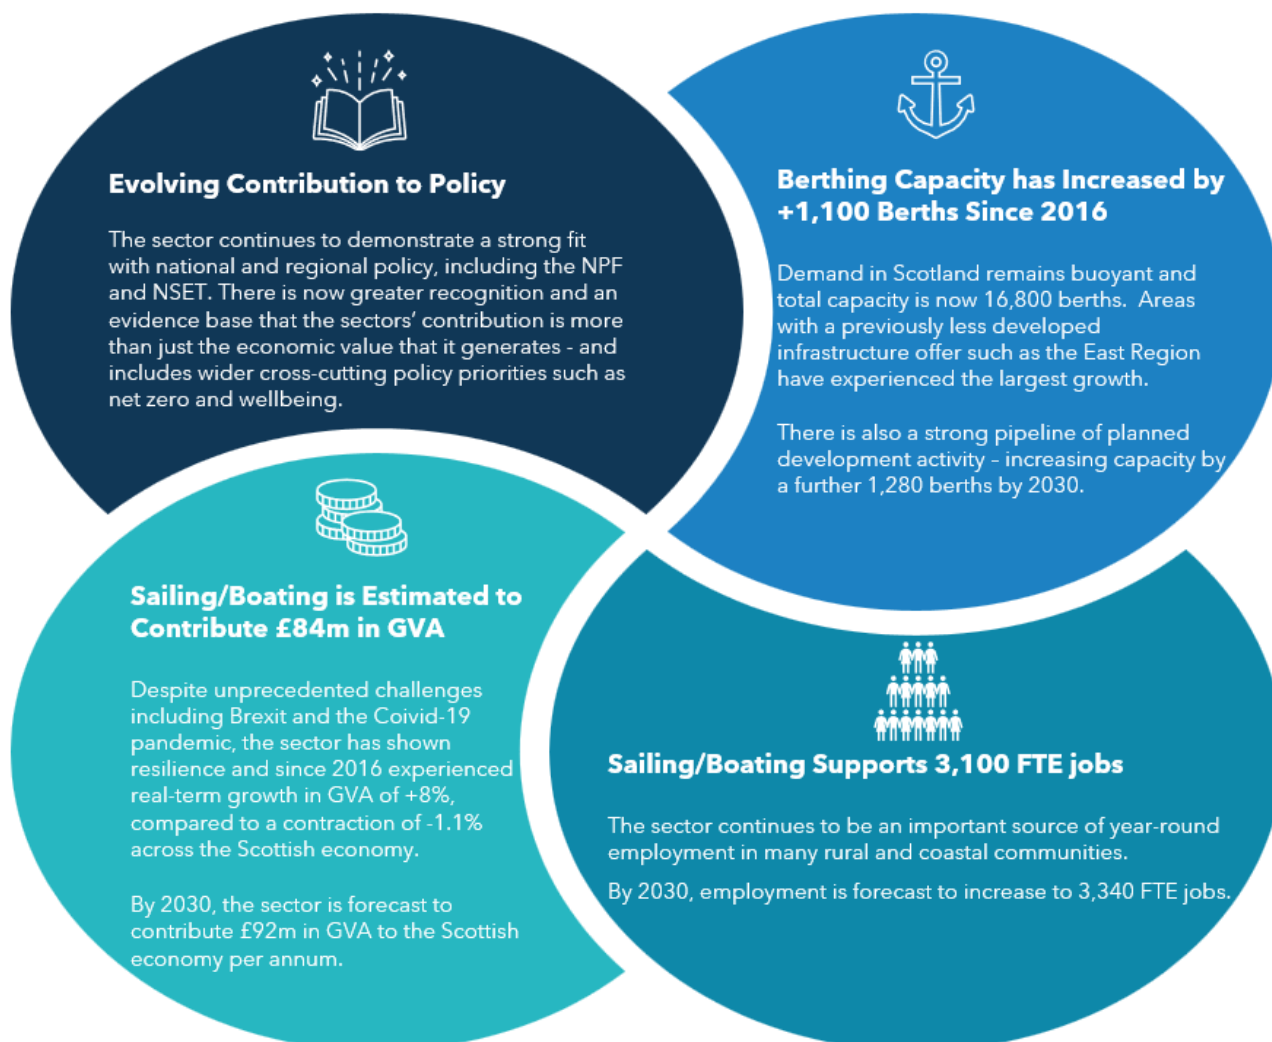 Evolving Contribution to Policy
The sector continues to demonstrate a strong fit
with national and regional policy, including the NPF
and NSET. There is now greater recognition and an
evidence base that the sectors' contribution is more
than just the economic value that it generates - and
includes wider cross-cutting policy priorities such as
net zero and wellbeing.
Berthing Capacity has Increased by
+1,100 Berths Since 2016
Demand in Scotland remains buoyant and
total capacity is now 16,800 berths. Areas
with a previously less developed
infrastructure offer such as the East Region
have experienced the largest growth.
There is also a strong pipeline of planned
development activity – increasing capacity by
a further 1,280 berths by 2030.
Sailing/Boating is Estimated to
Contribute £84m in GVA
Despite unprecedented challenges
including Brexit and the Coivid-19
pandemic, the sector has shown
resilience and since 2016 experienced
real-term growth in GVA of +8%,
compared to a contraction of -1.1%
across the Scottish economy.
By 2030, the sector is forecast to
contribute £92m in GVA to the Scottish
economy per annum.
Sailing/Boating Supports 3,100 FTE jobs
The sector continues to be an important source of year-round
employment in many rural and coastal communities.
By 2030, employment is forecast to increase to 3,340 FTE jobs.